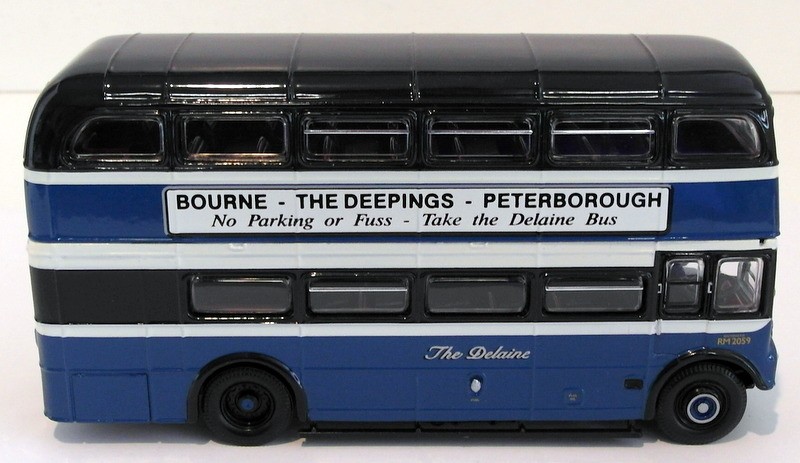 BOURNE - THE DEEPINGS - PETERBOROUGH
No Parking or Fuss - Take the Delaine Bus
The Delaine
RM2059